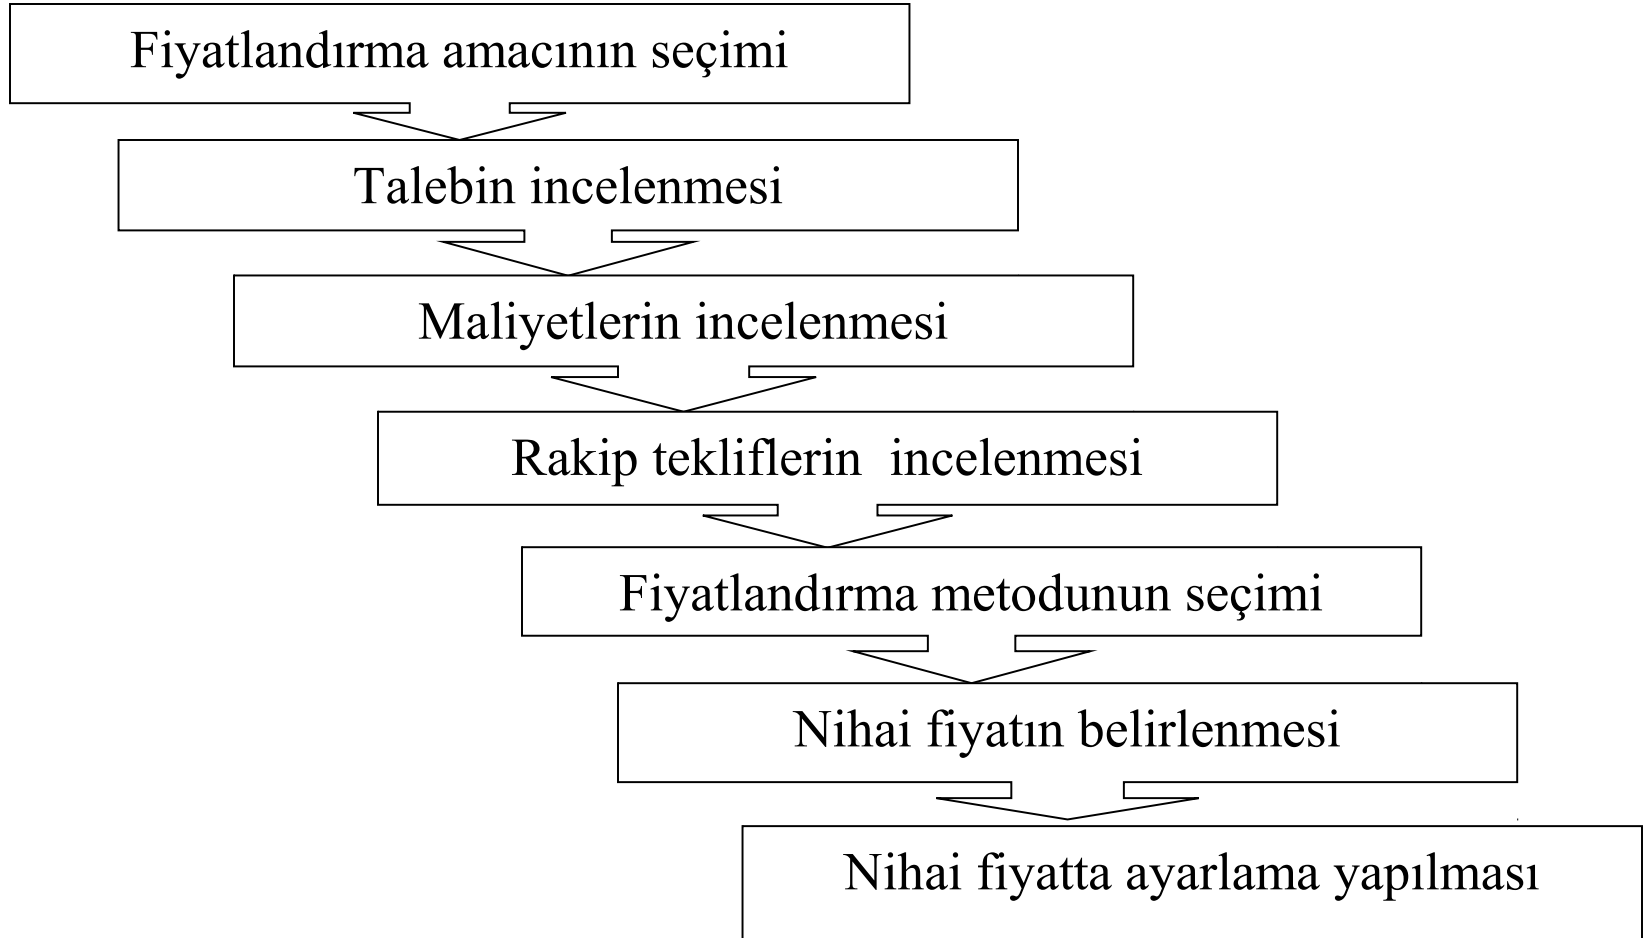 Fiyatlandırma amacının seçimi
Talebin incelenmesi
Maliyetlerin incelenmesi
Rakip tekliflerin  incelenmesi
Fiyatlandırma metodunun seçimi
Nihai fiyatın belirlenmesi
Nihai fiyatta ayarlama yapılması